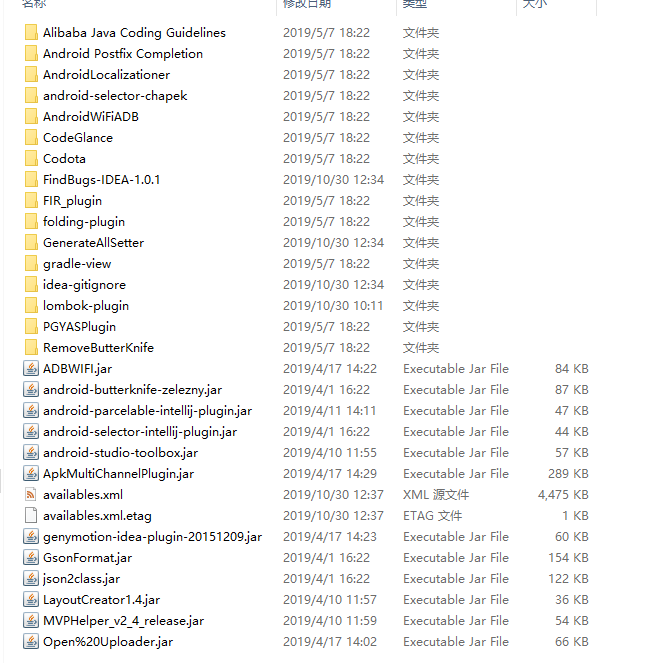 名称 修改日期 类型 大小
Alibaba Java Coding Guidelines 2019/5/7 18:22 文件夹
Android Postfix Completion 2019/5/7 18:22 文件夹
AndroidLocalizationer 2019/5/7 18:22 文件夹
android-selector-chapek 2019/5/7 18:22 文件夹
AndroidWiFiADB 2019/5/7 18:22 文件夹
CodeGlance 2019/5/7 18:22 文件夹
Codota 2019/5/7 18:22 文件夹
FindBugs-IDEA-1.0.1 2019/10/30 12:34 文件夹
FIR_plugin 2019/5/7 18:22 文件夹
folding-plugin 2019/5/7 18:22 文件夹
GenerateAllSetter 2019/10/30 12:34 文件夹
gradle-view 2019/5/7 18:22 文件夹
idea-gitignore 2019/10/30 12:34 文件夹
lombok-plugin 2019/10/30 10:11 文件夹
PGYASPlugin 2019/5/7 18:22 文件夹
RemoveButterKnife 2019/5/7 18:22 文件夹
ADBWIFI.jar 2019/4/17 14:22 Executable Jar File 84 KB
android-butterknife-zelezny.jar 2019/4/1 16:22 Executable Jar File 87 KB
android-parcelable-intellij-plugin.jar 2019/4/11 14:11 Executable Jar File 47 KB
android-selector-intellij-plugin.jar 2019/4/1 16:22 Executable Jar File 44 KB
android-studio-toolbox.jar 2019/4/10 11:55 Executable Jar File 57 KB
ApkMultiChannelPlugin.jar 2019/4/17 14:29 Executable Jar File 289 KB
availables.xml 2019/10/30 12:37 XML 源文件 4,475 KB
availables.xml.etag 2019/10/30 12:37 ETAG 文件 1 KB
genymotion-idea-plugin-20151209.jar 2019/4/17 14:23 Executable Jar File 60 KB
GsonFormat.jar 2019/4/1 16:22 Executable Jar File 154 KB
json2class.jar 2019/4/1 16:22 Executable Jar File 122 KB
LayoutCreator1.4.jar 2019/4/10 11:57 Executable Jar File 36 KB
MVPHelper_v2_4_release.jar 2019/4/10 11:59 Executable Jar File 54 KB
Open%20Uploader.jar 2019/4/17 14:02 Executable Jar File 66 KB